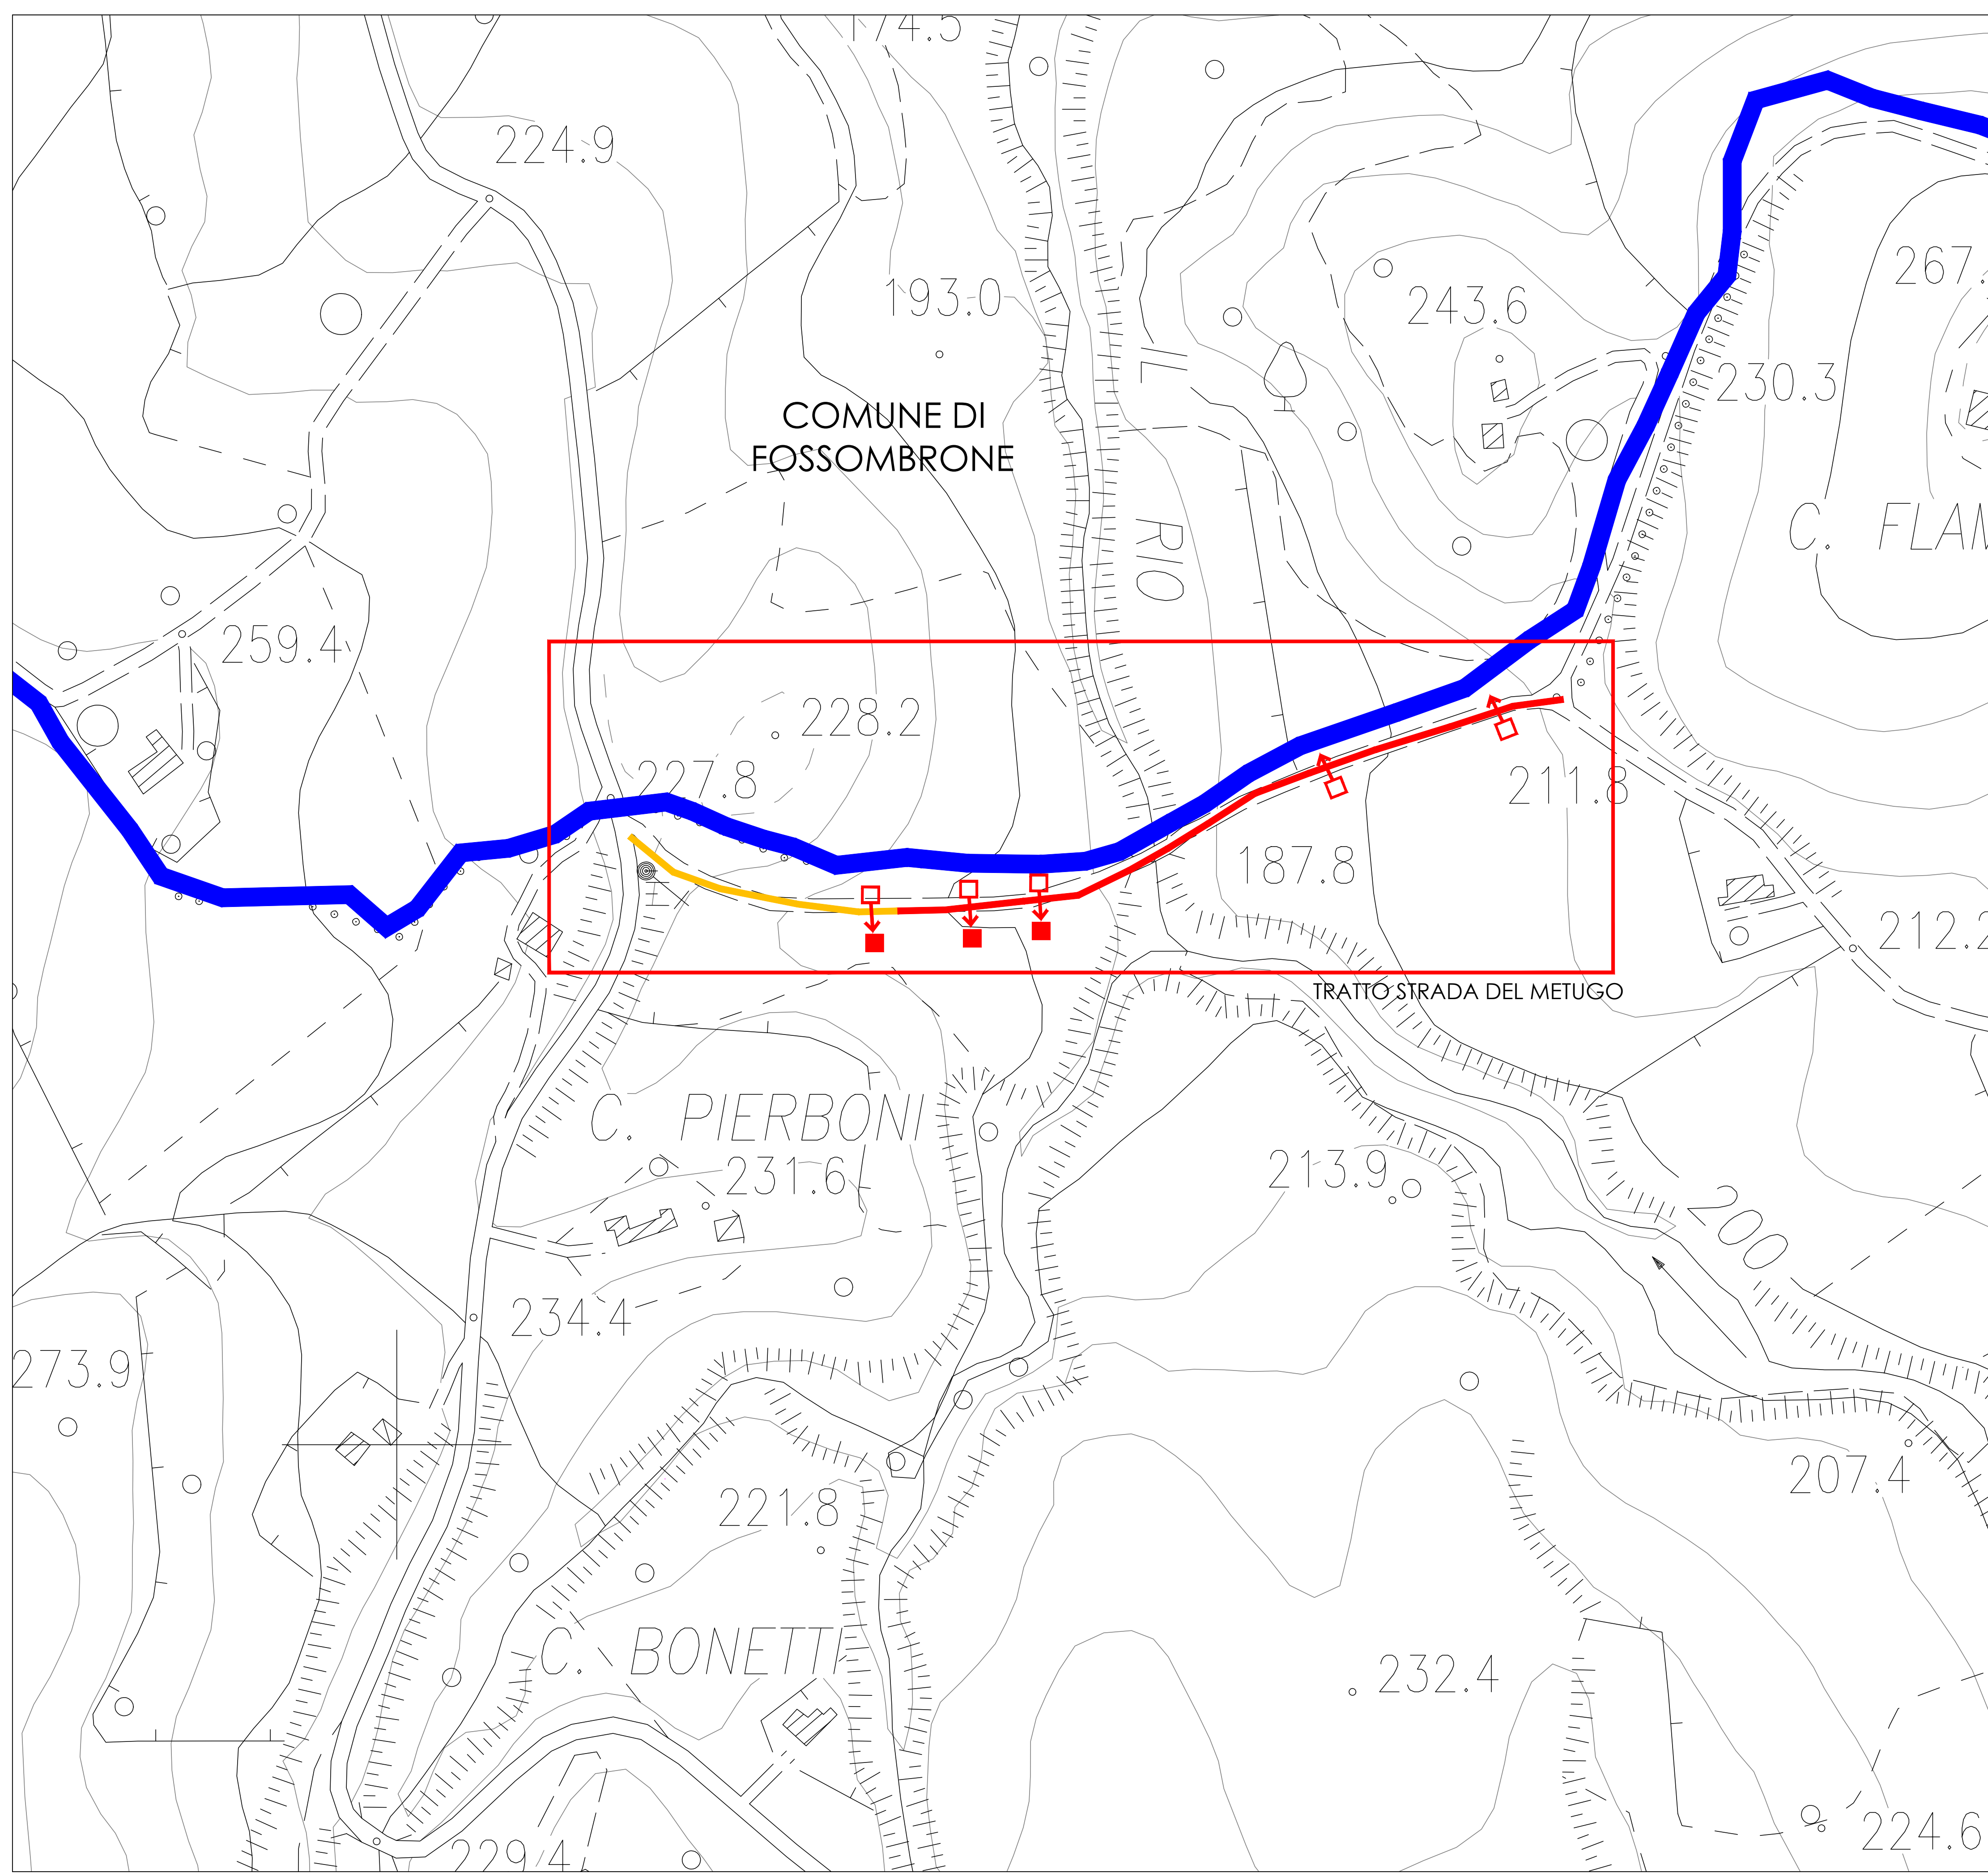 174.5
224.9
267.
193.0
243.6
230.3
COMUNE DI
FOSSOMBRONE
IL
RIO
C. FLAM
259.4
228.2
227.8
211.8
187.8
212.2
TRATTO STRADA DEL METUGO
C. PIERBONI
231.6
213.9
200
234.4
273.9
207.4
221.8
C. BONETTI
232.4
224.6
229.4